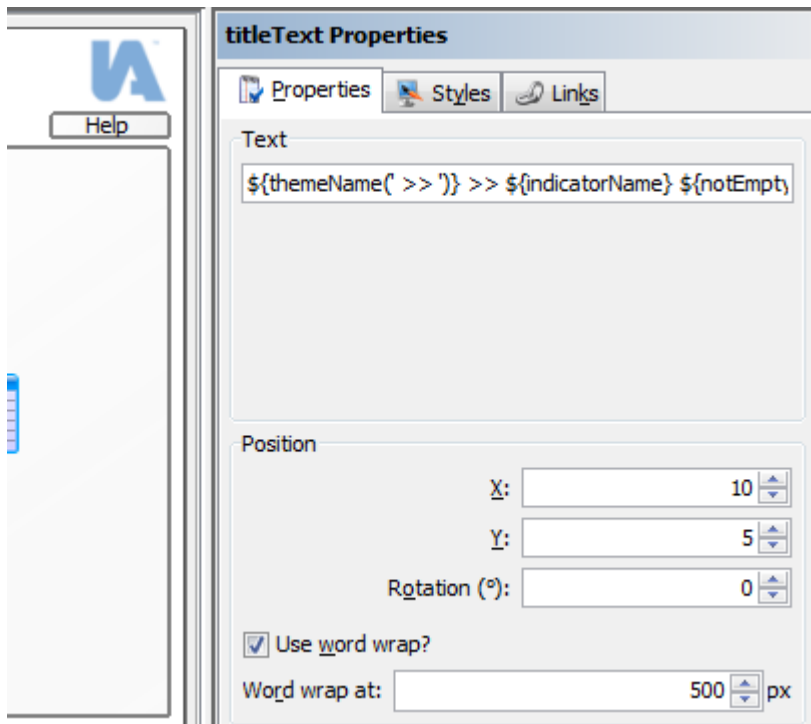 titleText Properties
Properties
Styles
Links
Help
Text
${themeName(' >> ')} >> ${indicatorName} ${notEmpty
Position
X:
10
Y:
5
Rotation (°):
0
Use word wrap?
Word wrap at:
500
px